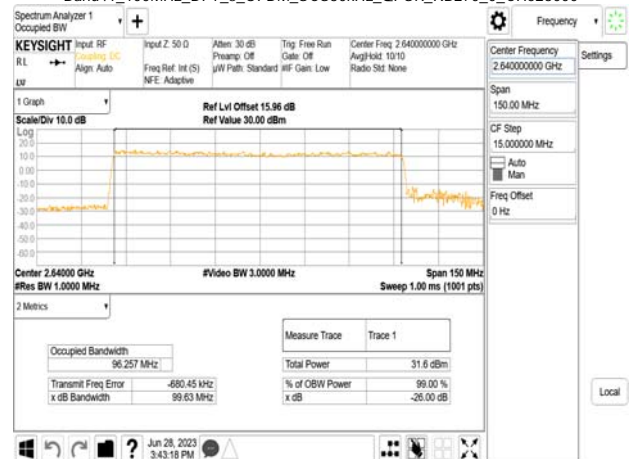 Spectrum Analyzer 1
Occupied BW
Frequency
KEYSIGHT
RL
Input: RF
Coupling: DC
Align: Auto
Input Z: 50 Ω
Freq Ref: Int (S)
NFE: Adaptive
Atten: 30 dB
Preamp: Off
µW Path: Standard
Trig: Free Run
Gate: Off
#IF Gain: Low
Center Freq: 2.640000000 GHz
Avg|Hold: 10/10
Radio Std: None
Center Frequency
2.640000000 GHz
Settings
Span
150.00 MHz
CF Step
15.000000 MHz
Auto
Man
Freq Offset
0 Hz
1 Graph
Scale/Div 10.0 dB
Ref Lvl Offset 15.96 dB
Ref Value 30.00 dBm
Log
20.0
10.0
0.00
-10.0
-20.0
-30.0
-40.0
-50.0
-60.0
Center 2.64000 GHz
#Video BW 3.0000 MHz
Span 150 MHz
#Res BW 1.0000 MHz
Sweep 1.00 ms (1001 pts)
2 Metrics
Measure Trace
Trace 1
Occupied Bandwidth
96.257 MHz
Total Power
31.6 dBm
Transmit Freq Error
-680.45 kHz
% of OBW Power
99.00 %
x dB Bandwidth
99.63 MHz
x dB
-26.00 dB
Local
?
Jun 28, 2023
3:43:18 PM